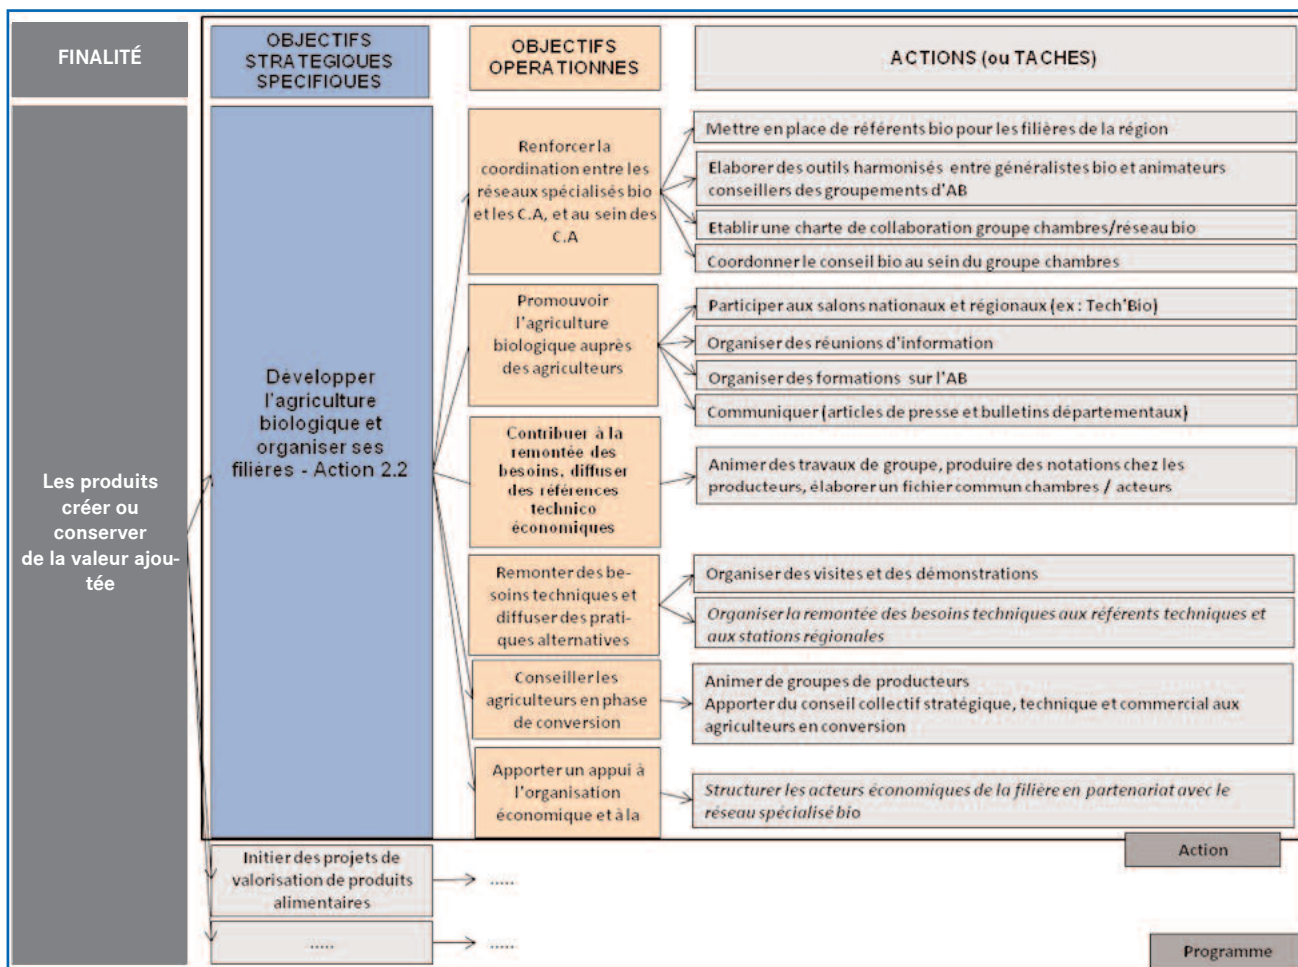 FINALITÉ
OBJECTIFS
STRATEGIQUES
SPECIFIQUES
OBJECTIFS
OPERATIONNES
ACTIONS (ou TACHES)
Les produits
créer ou
conserver
de la valeur ajou-
tée
Développer
l'agriculture
biologique et
organiser ses
filières - Action 2.2
Renforcer la
coordination entre les
réseaux spécialisés bio
et les C.A, et au sein des
C.A
Mettre en place de référents bio pour les filières de la région
Elaborer des outils harmonisés entre généralistes bio et animateurs
conseillers des groupements d'AB
Etablir une charte de collaboration groupe chambres/réseau bio
Coordonner le conseil bio au sein du groupe chambres
Promouvoir
l'agriculture
biologique auprès
des agriculteurs
Participer aux salons nationaux et régionaux (ex : Tech'Bio)
Organiser des réunions d'information
Organiser des formations sur l'AB
Communiquer (articles de presse et bulletins départementaux)
Contribuer à la
remontée des
besoins, diffuser
des références
technico
économiques
Animer des travaux de groupe, produire des notations chez les
producteurs, élaborer un fichier commun chambres / acteurs
Remonter des be-
soins techniques et
diffuser des prati-
ques alternatives
Organiser des visites et des démonstrations
Organiser la remontée des besoins techniques aux référents techniques et
aux stations régionales
Conseiller les
agriculteurs en phase
de conversion
Animer de groupes de producteurs
Apporter du conseil collectif stratégique, technique et commercial aux
agriculteurs en conversion
Apporter un appui à
l'organisation
économique et à la
Structurer les acteurs économiques de la filière en partenariat avec le
réseau spécialisé bio
Action
Initier des projets de
valorisation de produits
alimentaires
.....
.....
.....
Programme